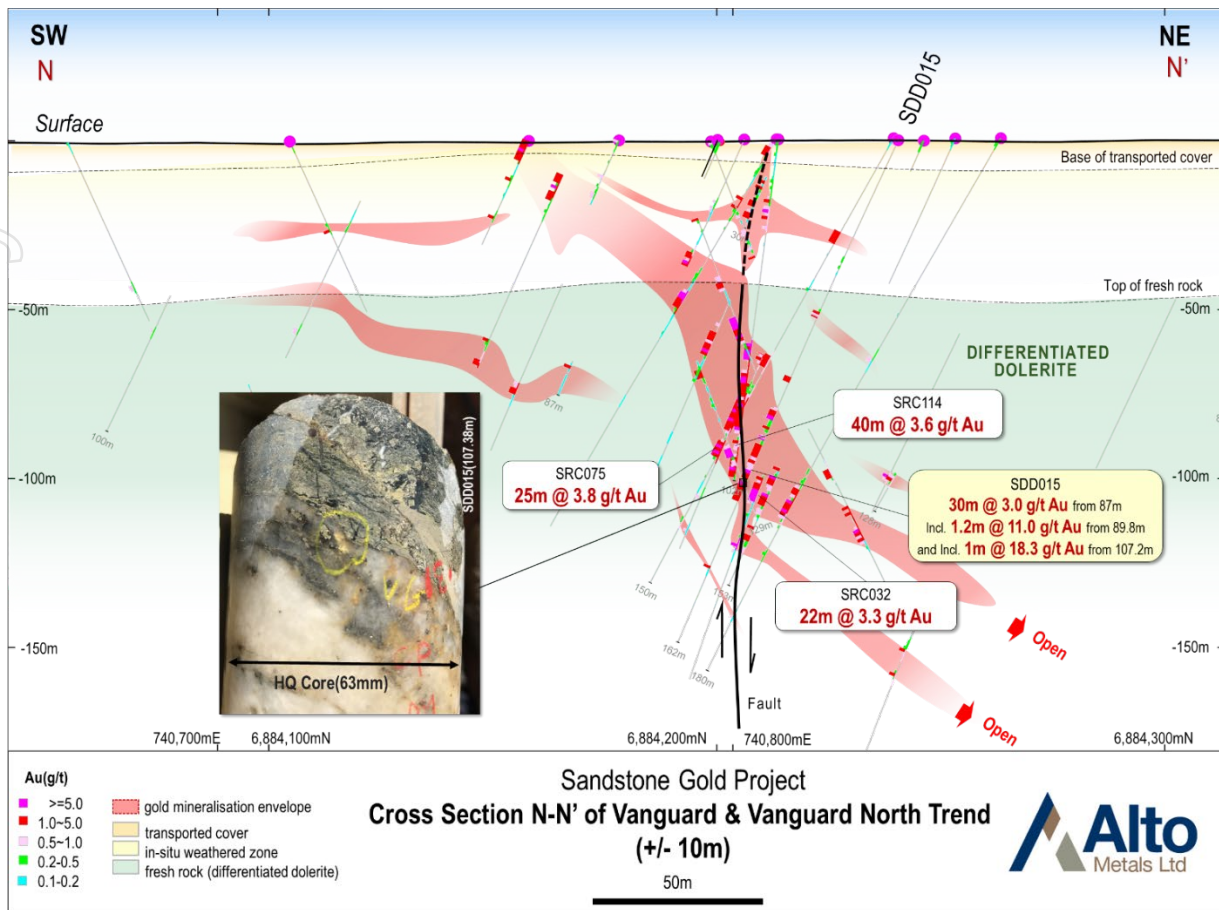 SW
N
NE
N'
SDD015
Surface
Base of transported cover
Top of fresh rock
-50m
-50m
DIFFERENTIATED
DOLERITE
87m
100m
SRC114
40m @ 3.6 g/t Au
SRC075
25m @ 3.8 g/t Au
SDD015
30m @ 3.0 g/t Au from 87m
Incl. 1.2m @ 11.0 g/t Au from 89.8m
and Incl. 1m @ 18.3 g/t Au from 107.2m
SDD015(107.38m)
-100m
-100m
128m
SRC032
22m @ 3.3 g/t Au
150m
153m
162m
180m
-150m
-150m
Open
Open
VG
HQ Core(63mm)
Fault
740,700mE
6,884,100mN
6,884,200mN
740,800mE
6,884,300mN
Au(g/t)
>=5.0
1.0~5.0
0.5~1.0
0.2-0.5
0.1-0.2
gold mineralisation envelope
transported cover
in-situ weathered zone
fresh rock (differentiated dolerite)
Sandstone Gold Project
Cross Section N-N' of Vanguard & Vanguard North Trend
(+/- 10m)
50m
Alto
Metals Ltd